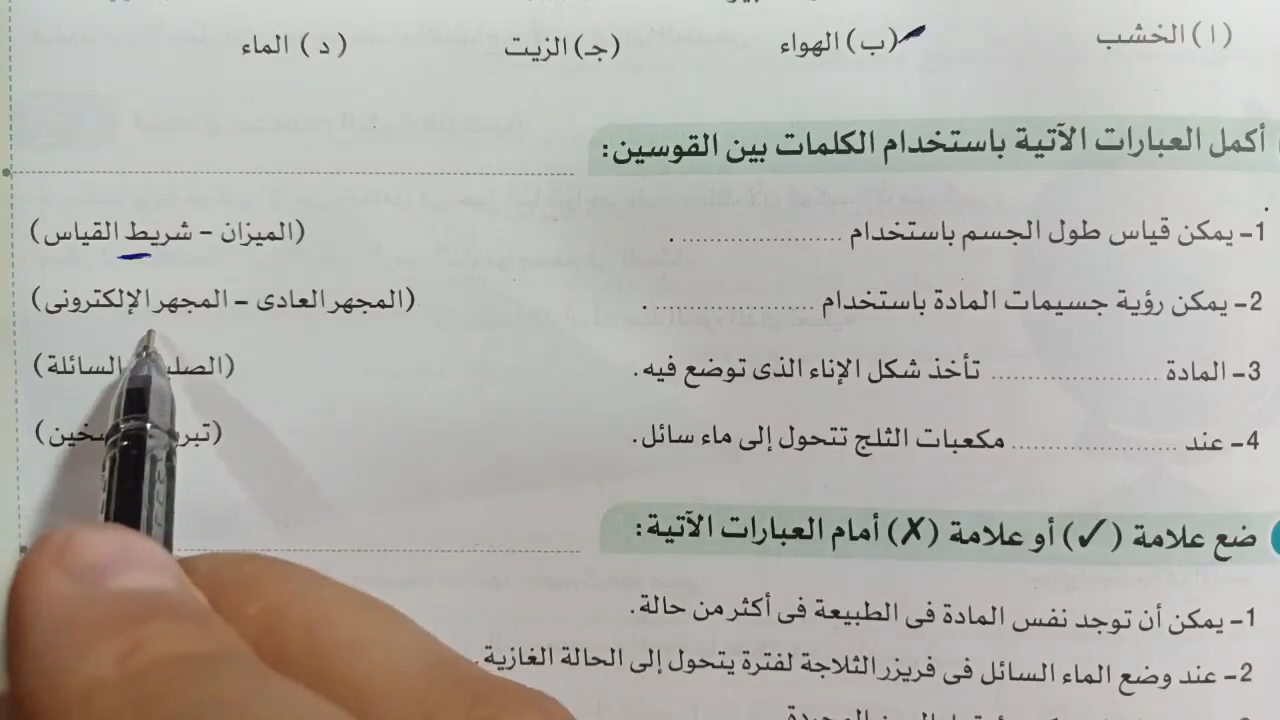 (ا) الخشب (ب) الهواء (جـ) الزيت (د) الماء
أكمل العبارات الآتية باستخدام الكلمات بين القوسين:
1- يمكن قياس طول الجسم باستخدام ...................... . (الميزان - شريط القياس)
2- يمكن رؤية جسيمات المادة باستخدام ...................... . (المجهر العادى - المجهر الإلكترونى)
3- المادة ...................... تأخذ شكل الإناء الذى توضع فيه. (السائلة)
4- عند ...................... مكعبات الثلج تتحول إلى ماء سائل.
ضع علامة (✓) أو علامة (✗) أمام العبارات الآتية:
1- يمكن أن توجد نفس المادة فى الطبيعة فى أكثر من حالة.
2- عند وضع الماء السائل فى فريزر الثلاجة لفترة يتحول إلى الحالة الغازية.